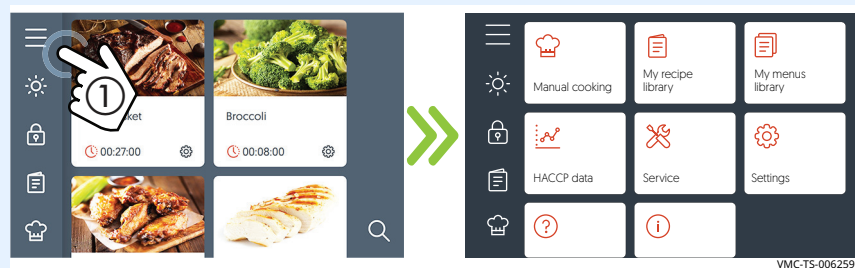 1
ket
Broccoli
00:27:00
00:08:00
Manual cooking
My recipe
library
My menus
library
HACCP data
Service
Settings
VMC-TS-006259